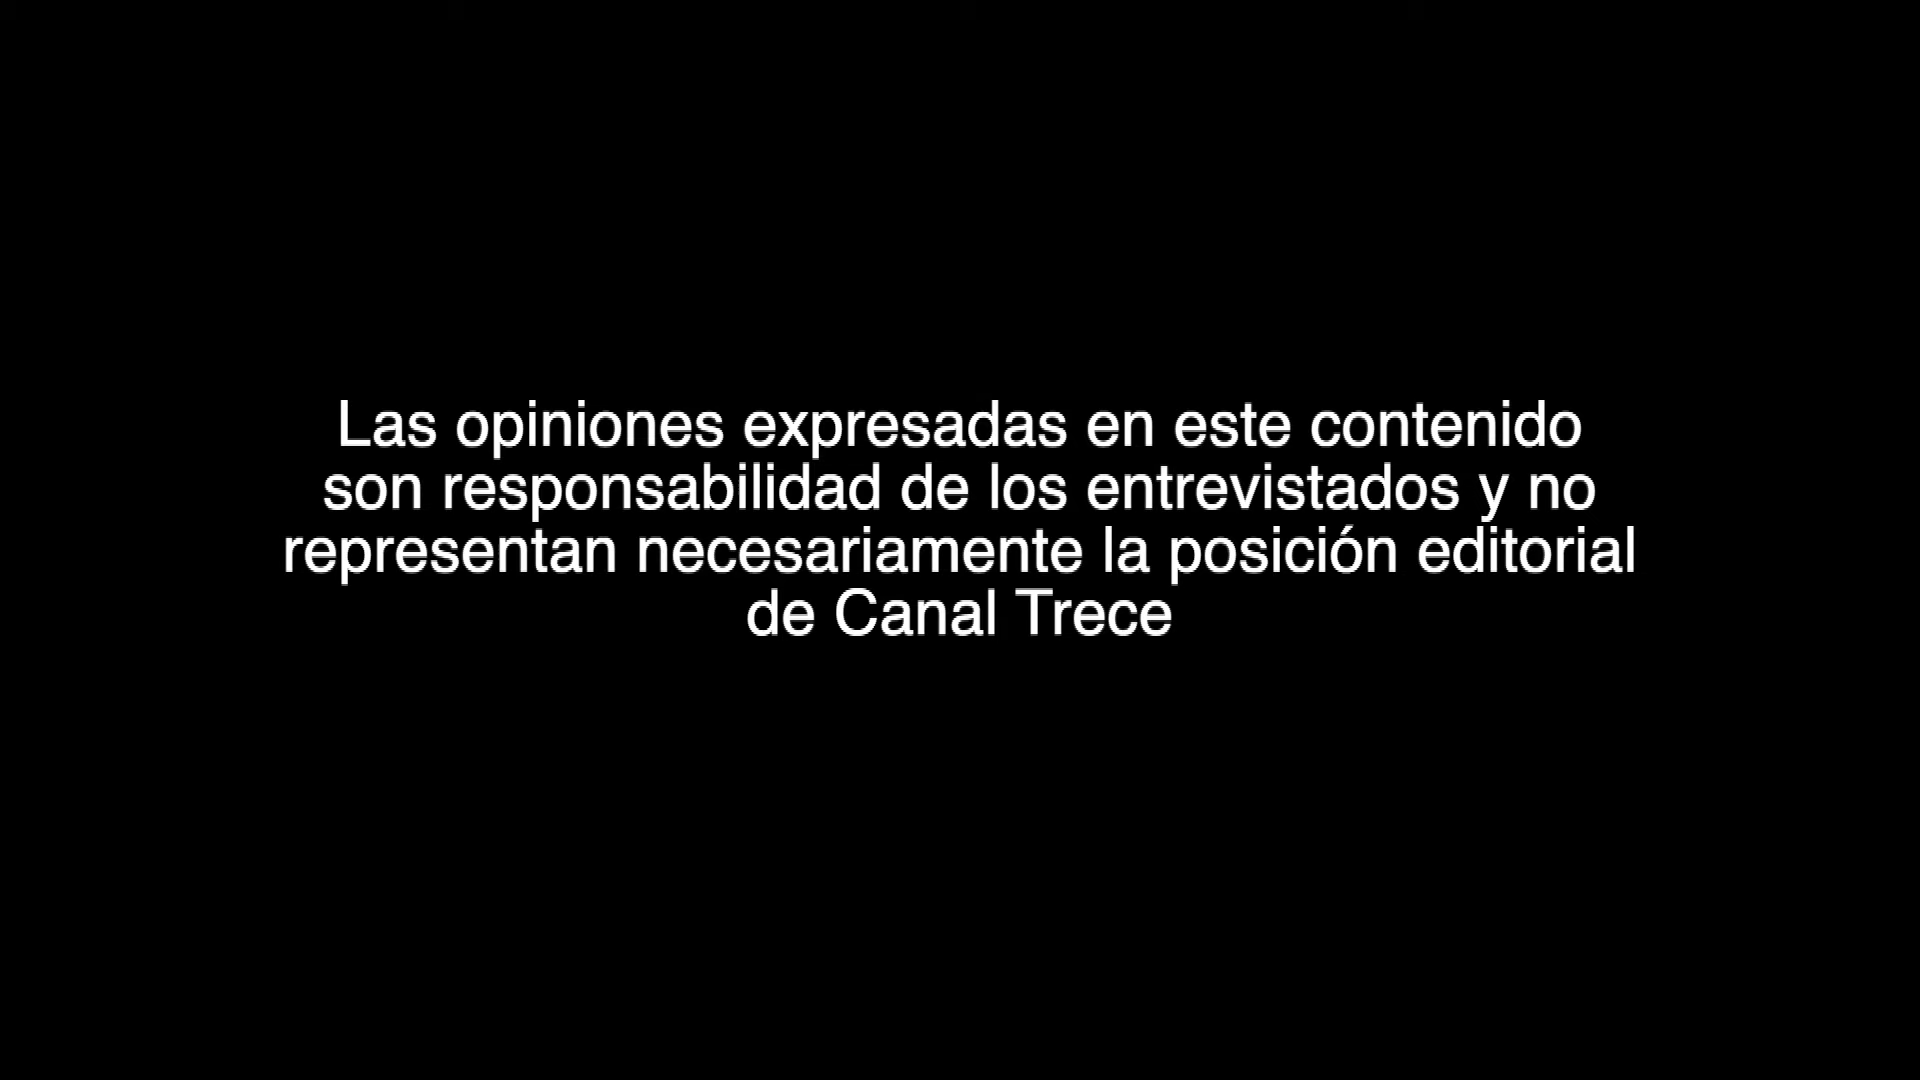 Las opiniones expresadas en este contenido
son responsabilidad de los entrevistados y no
representan necesariamente la posición editorial
de Canal Trece